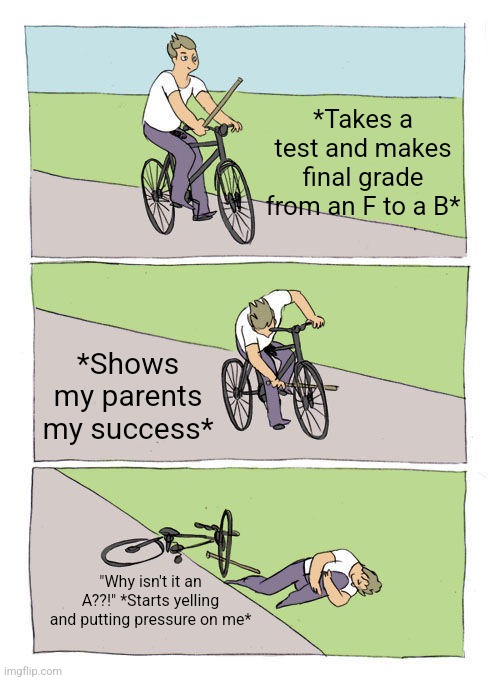 *Takes a
test and makes
final grade
from an F to a B*
*Shows
my parents
my success*
"Why isn't it an
A??!" *Starts yelling
and putting pressure on me*
imgflip.com